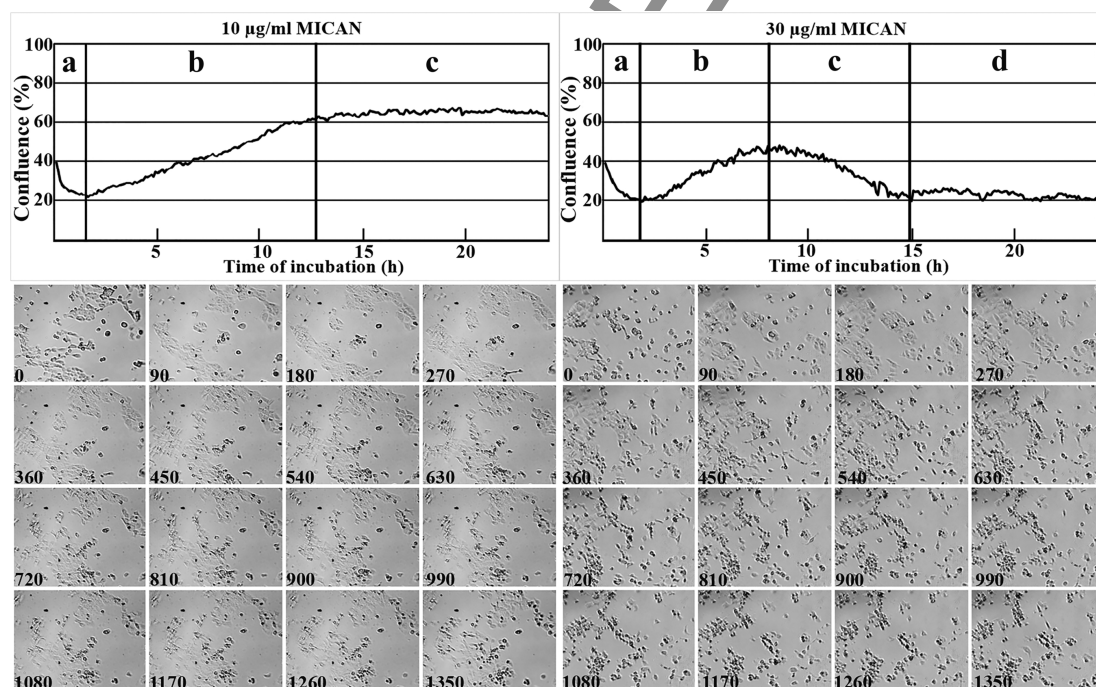 10 µg/ml MICAN
100
80
60
40
20
Confluence (%)
a b c
5 10 15 20
Time of incubation (h)
30 µg/ml MICAN
100
80
60
40
20
Confluence (%)
a b c d
5 10 15 20
Time of incubation (h)
0 90 180 270
360 450 540 630
720 810 900 990
1080 1170 1260 1350
0 90 180 270
360 450 540 630
720 810 900 990
1080 1170 1260 1350